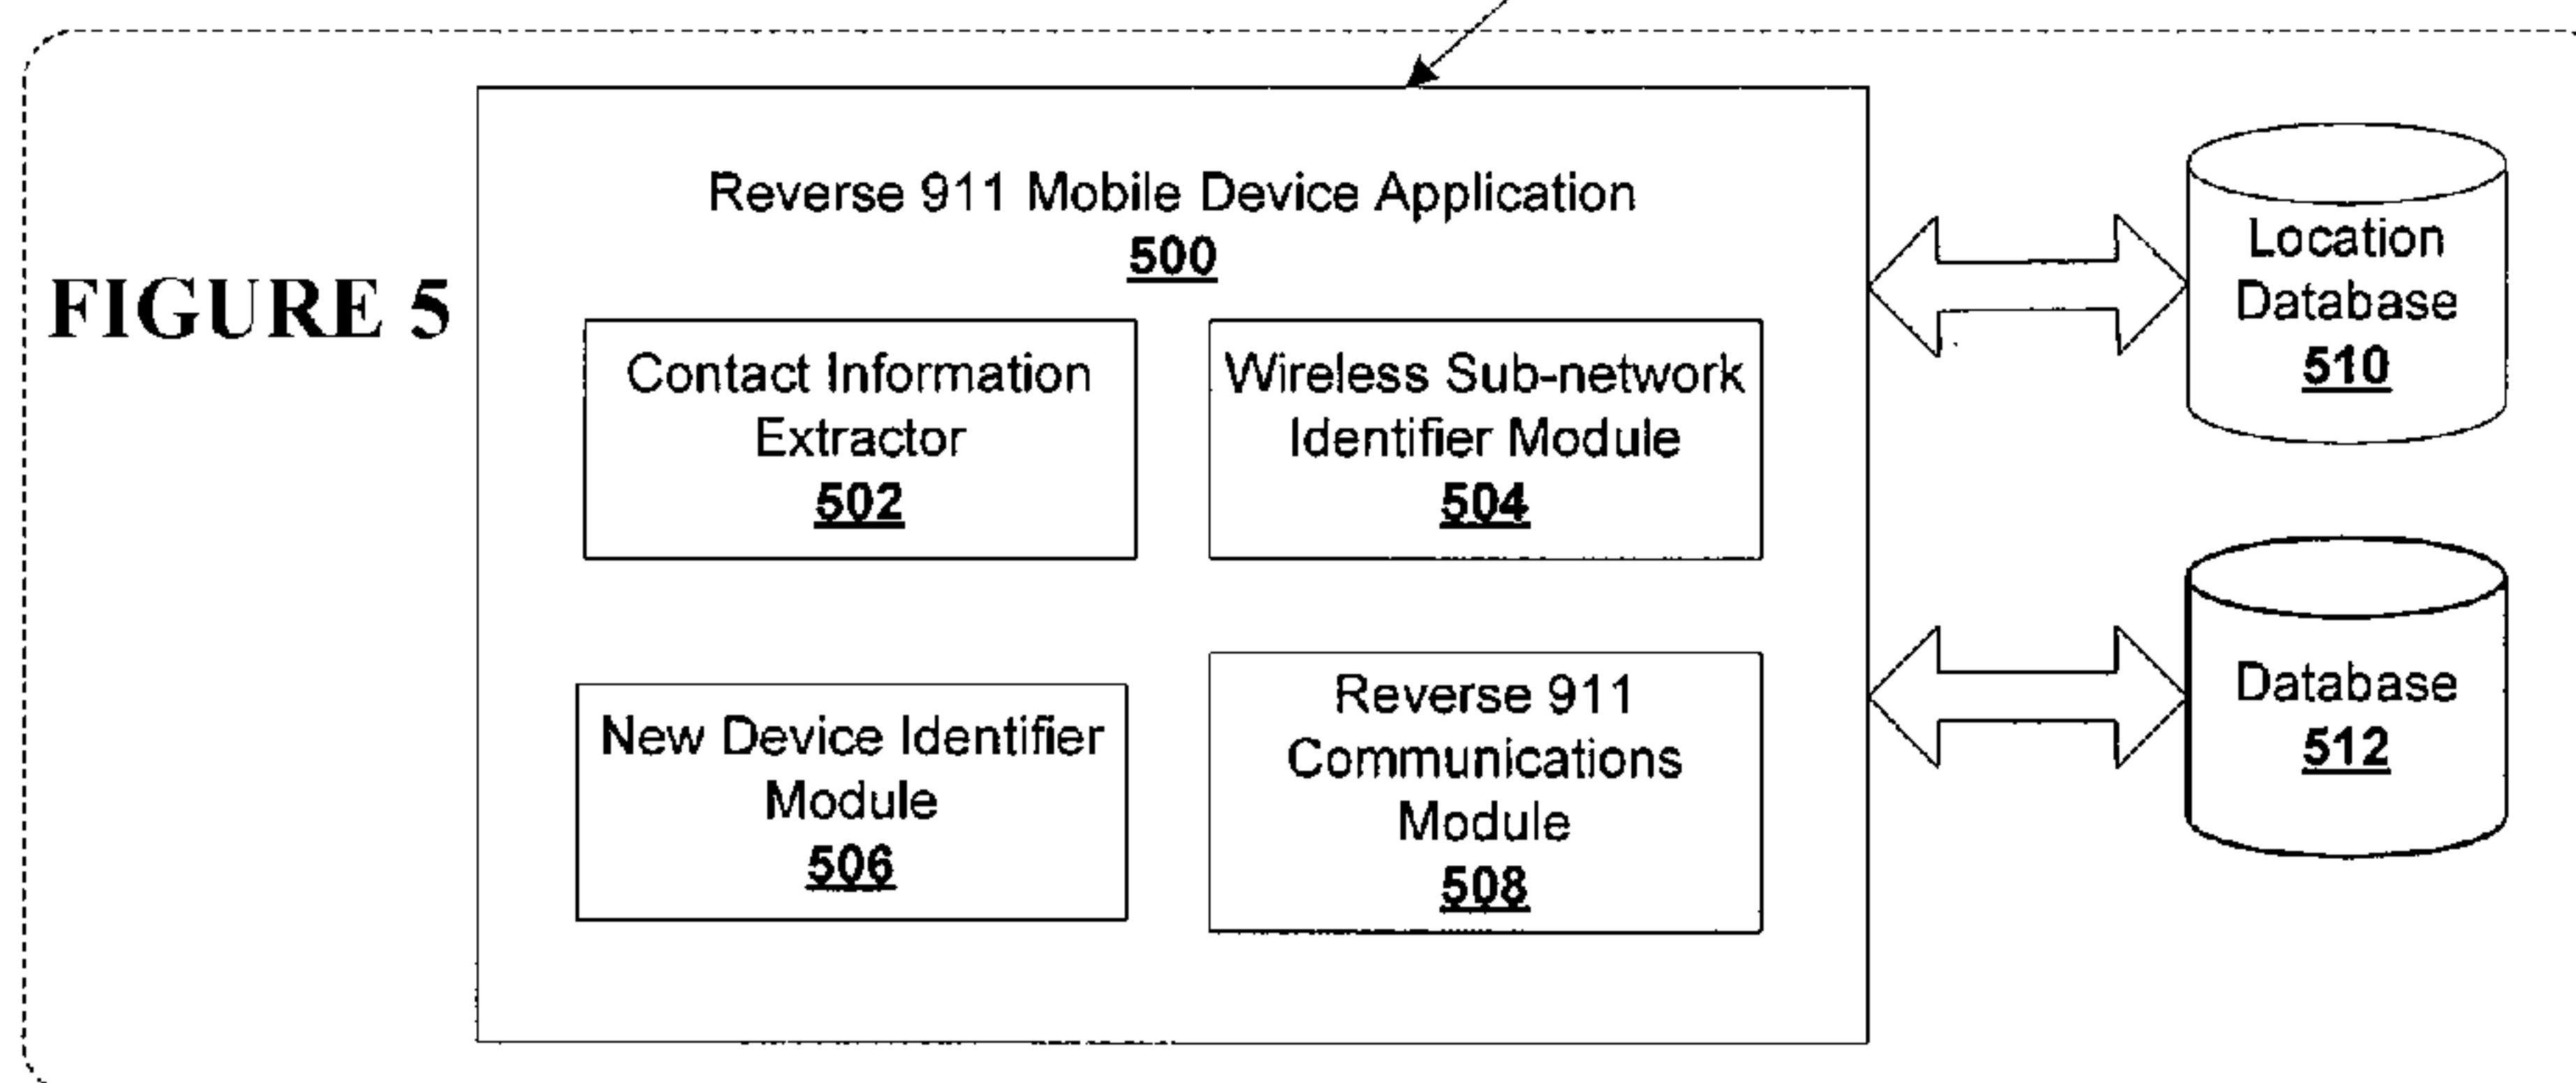 FIGURE 5
Reverse 911 Mobile Device Application
500
Contact Information
Extractor
502
Wireless Sub-network
Identifier Module
504
New Device Identifier
Module
506
Reverse 911
Communications
Module
508
Location
Database
510
Database
512